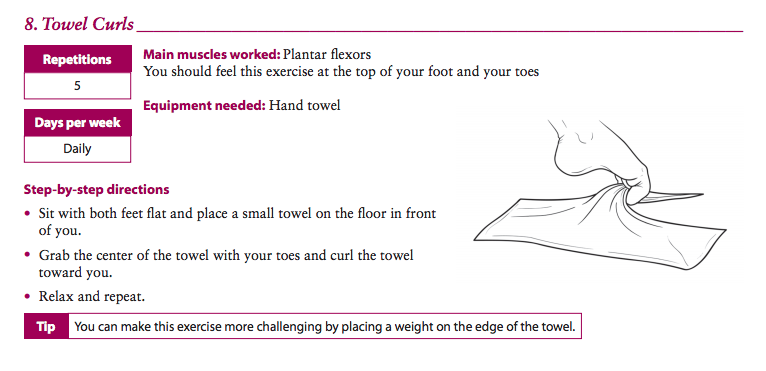 8. Towel Curls
Repetitions
5
Days per week
Daily
Main muscles worked: Plantar flexors
You should feel this exercise at the top of your foot and your toes
Equipment needed: Hand towel
Step-by-step directions
• Sit with both feet flat and place a small towel on the floor in front
of you.
• Grab the center of the towel with your toes and curl the towel
toward you.
• Relax and repeat.
Tip You can make this exercise more challenging by placing a weight on the edge of the towel.